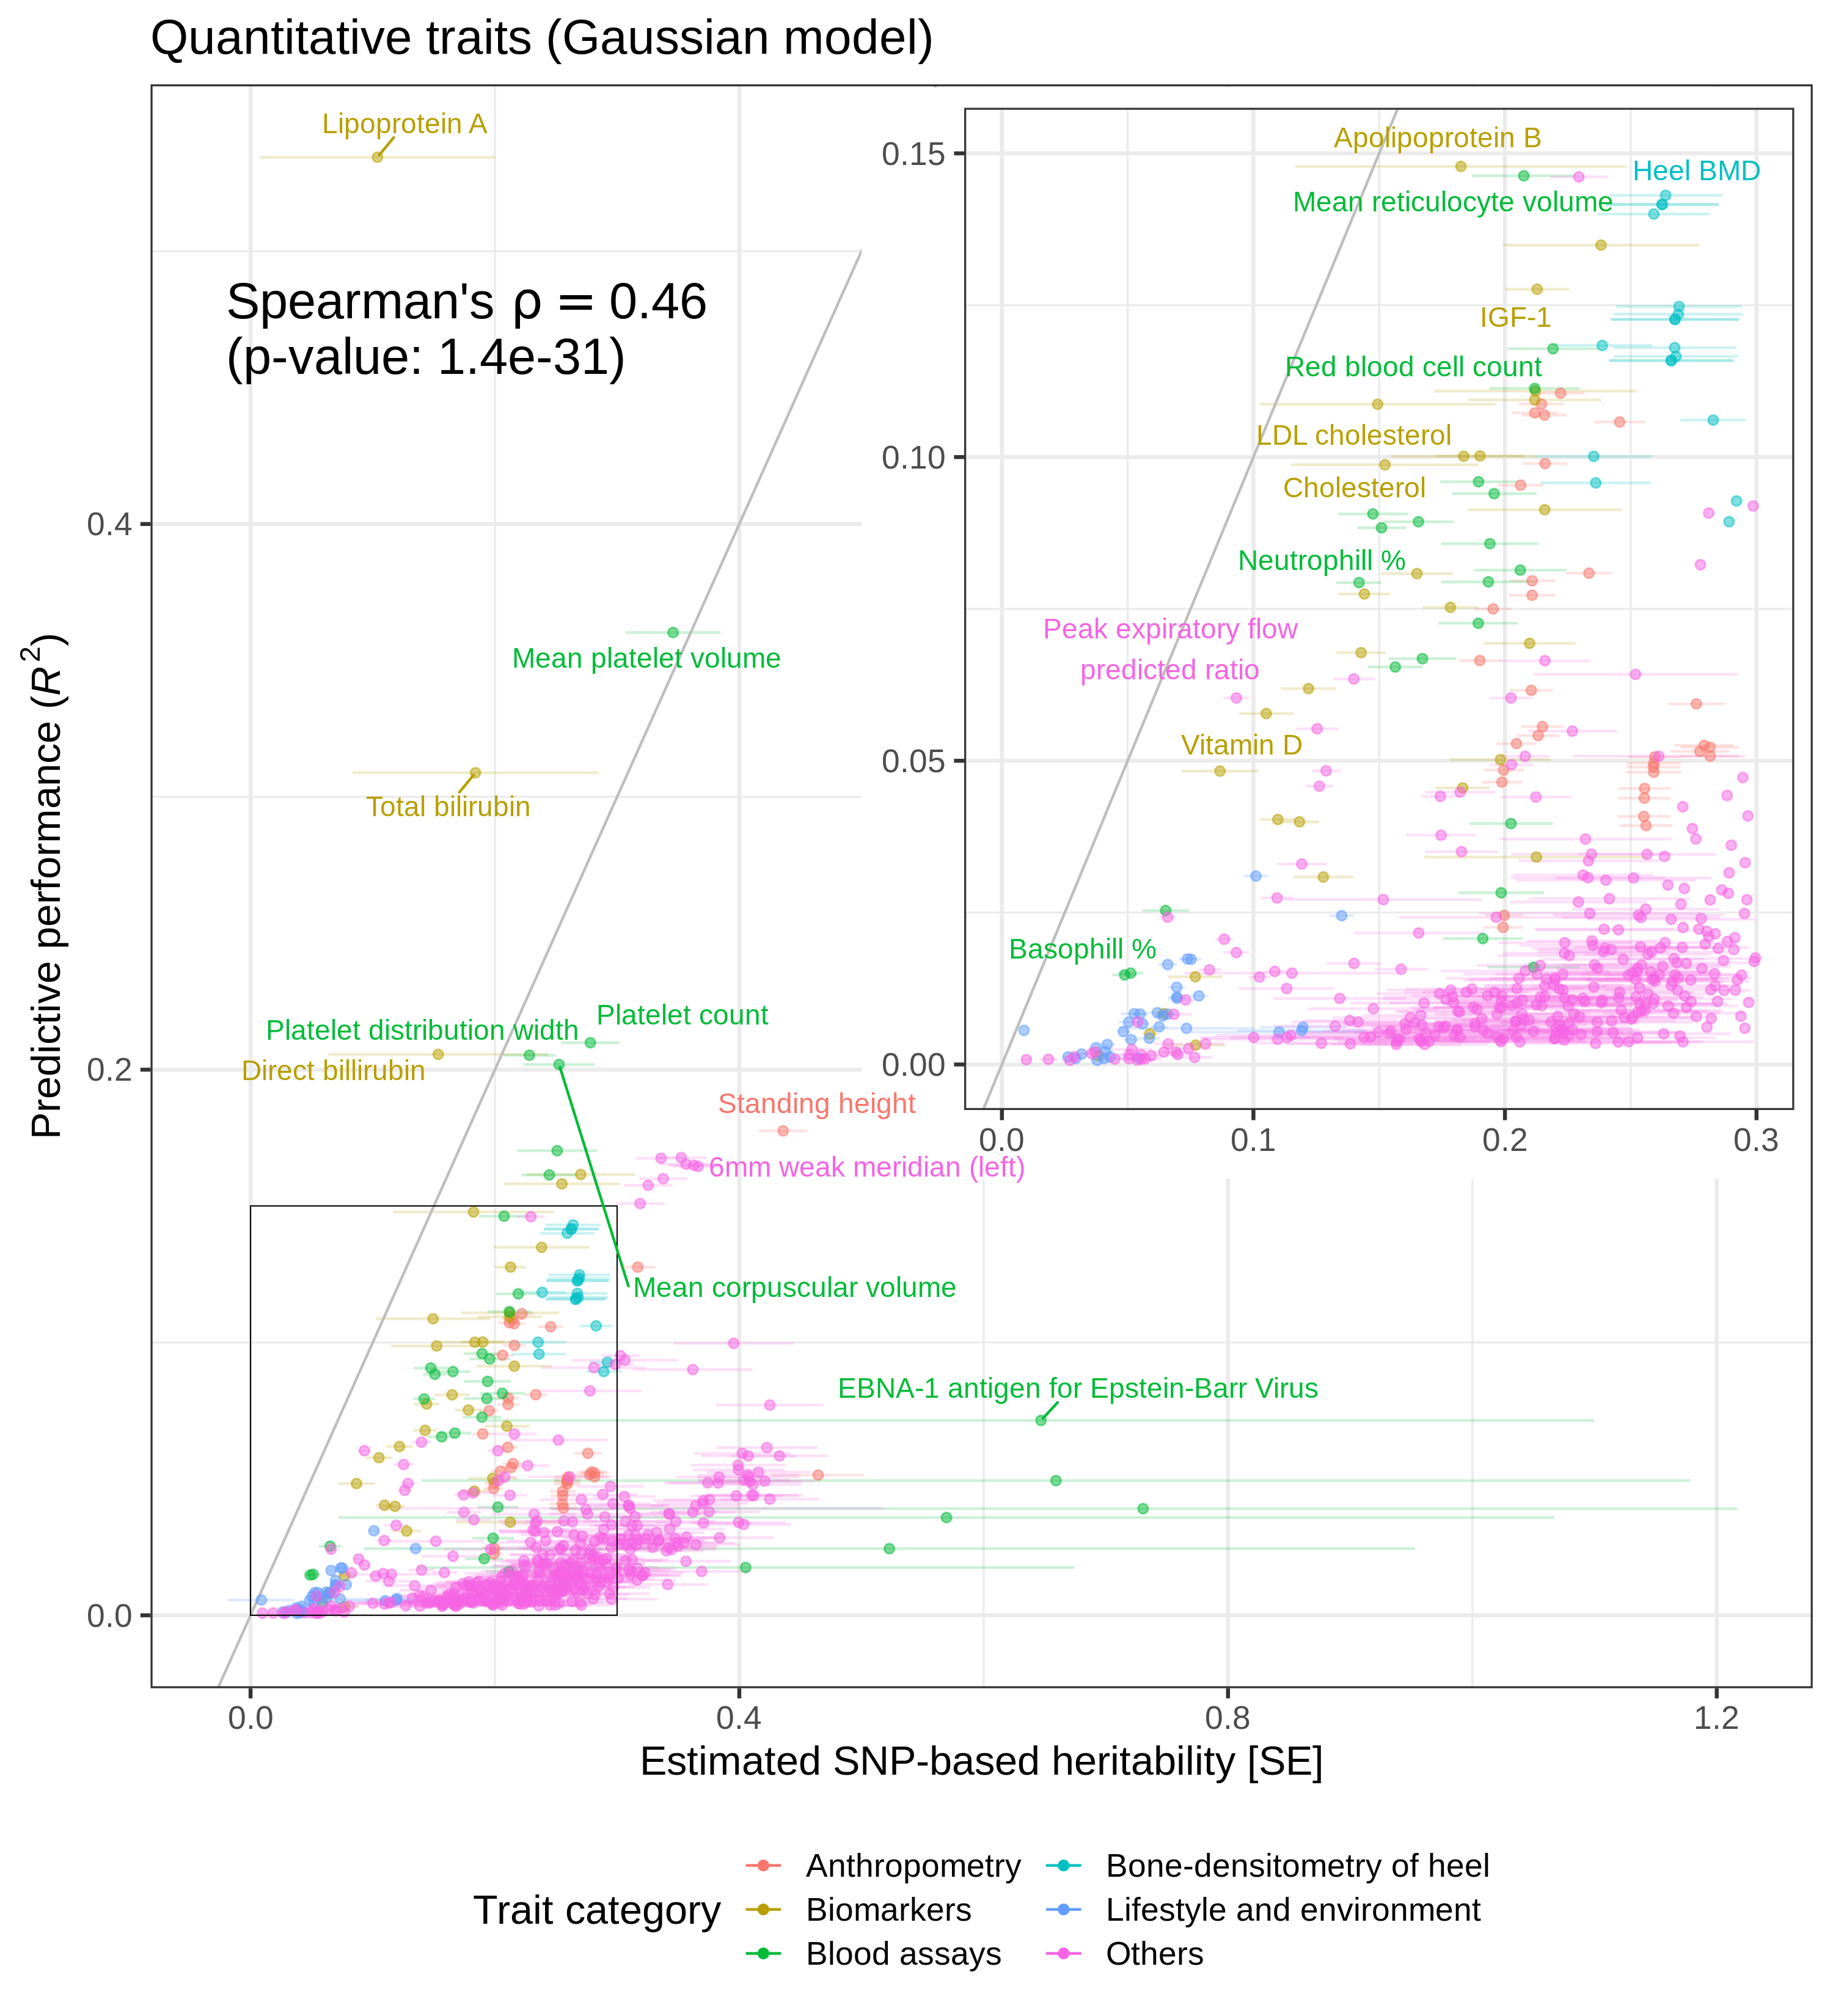 Quantitative traits (Gaussian model)
Lipoprotein A
Spearman's ρ = 0.46
(p-value: 1.4e-31)
Mean platelet volume
Total bilirubin
Platelet distribution width
Platelet count
Direct billirubin
Standing height
6mm weak meridian (left)
Mean corpuscular volume
EBNA-1 antigen for Epstein-Barr Virus
Apolipoprotein B
Heel BMD
Mean reticulocyte volume
IGF-1
Red blood cell count
LDL cholesterol
Cholesterol
Neutrophill %
Peak expiratory flow
predicted ratio
Vitamin D
Basophill %
0.15
0.10
0.05
0.00
0.0 0.1 0.2 0.3
0.4
0.2
0.0
Predictive performance (R²)
0.0 0.4 0.8 1.2
Estimated SNP-based heritability [SE]
Trait category
Anthropometry
Biomarkers
Blood assays
Bone-densitometry of heel
Lifestyle and environment
Others